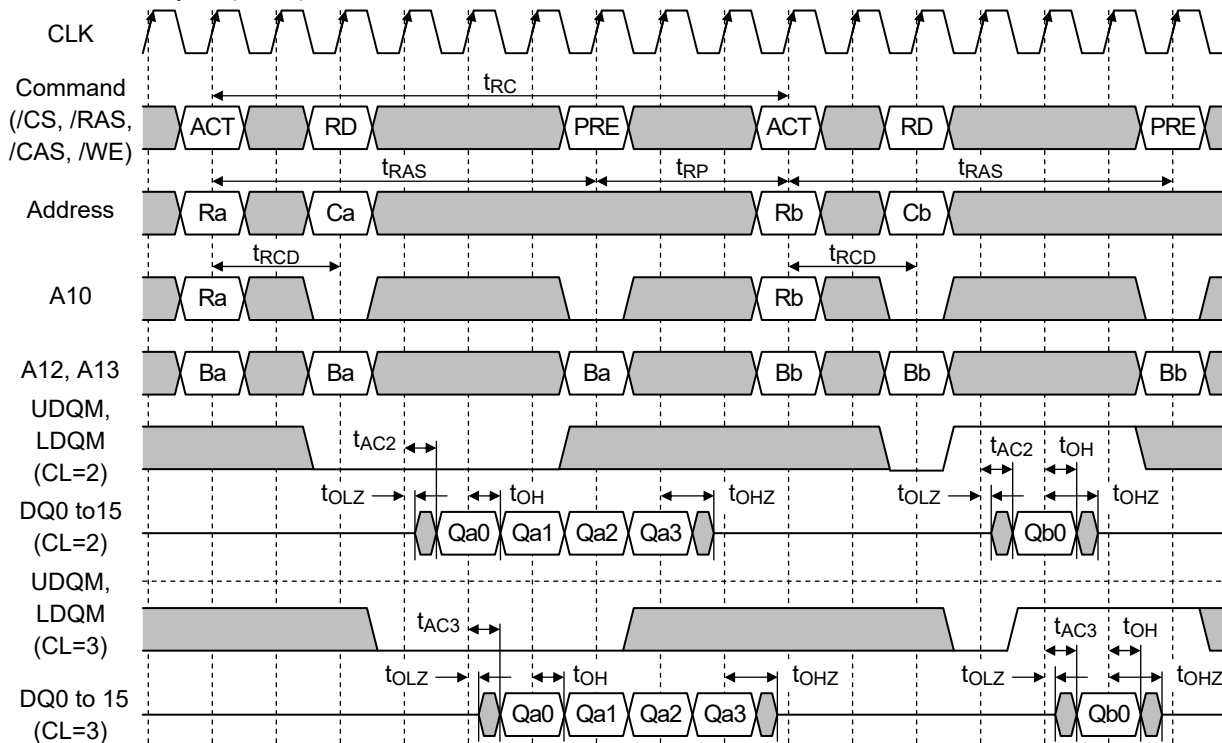 CLK
Command
(/CS, /RAS,
/CAS, /WE)
tRC
ACT RD PRE ACT RD PRE
tRAS tRP tRAS
Address
Ra Ca Rb Cb
tRCD tRCD
A10
Ra Rb
A12, A13
Ba Ba Ba Bb Bb Bb
UDQM,
LDQM
(CL=2)
tAC2 tAC2 tOH
tOLZ tOH tOHZ tOLZ tOHZ
DQ0 to15
(CL=2)
Qa0 Qa1 Qa2 Qa3 Qb0
UDQM,
LDQM
(CL=3)
tAC3 tAC3 tOH
tOLZ tOH tOHZ tOLZ tOHZ
DQ0 to 15
(CL=3)
Qa0 Qa1 Qa2 Qa3 Qb0